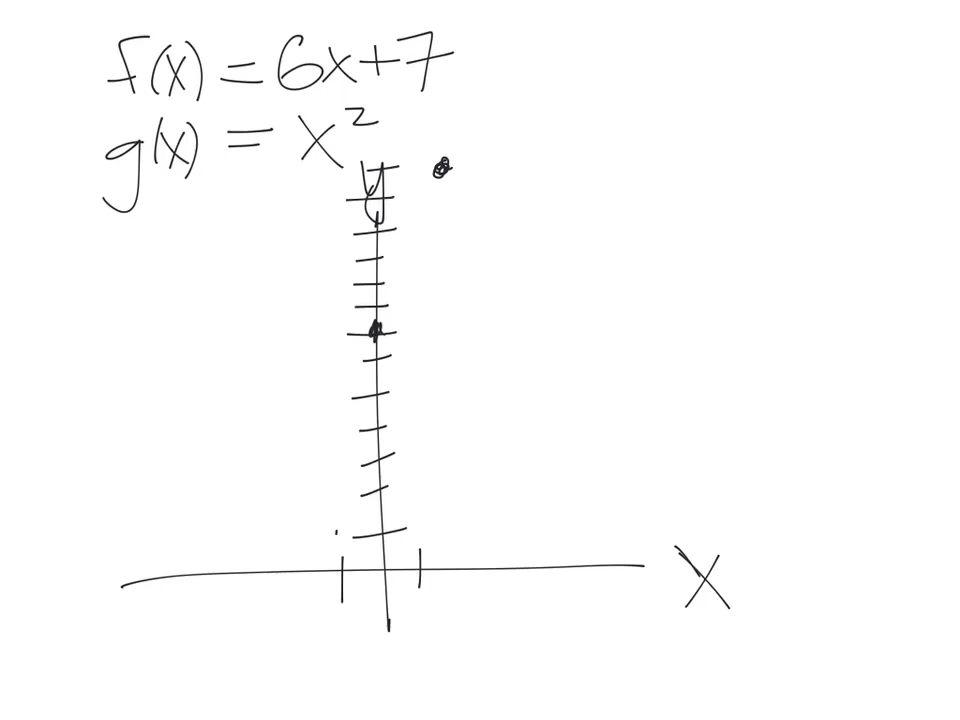 f(x) = 6x+7
g(x) = x²
y
x